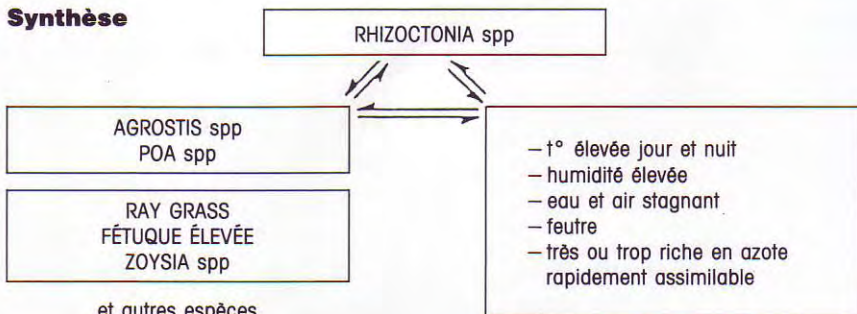 Synthèse
RHIZOCTONIA spp
AGROSTIS spp
POA spp
RAY GRASS
FÉTUQUE ÉLEVÉE
ZOYSIA spp
et autres espèces
– t° élevée jour et nuit
– humidité élevée
– eau et air stagnant
– feutre
– très ou trop riche en azote
rapidement assimilable